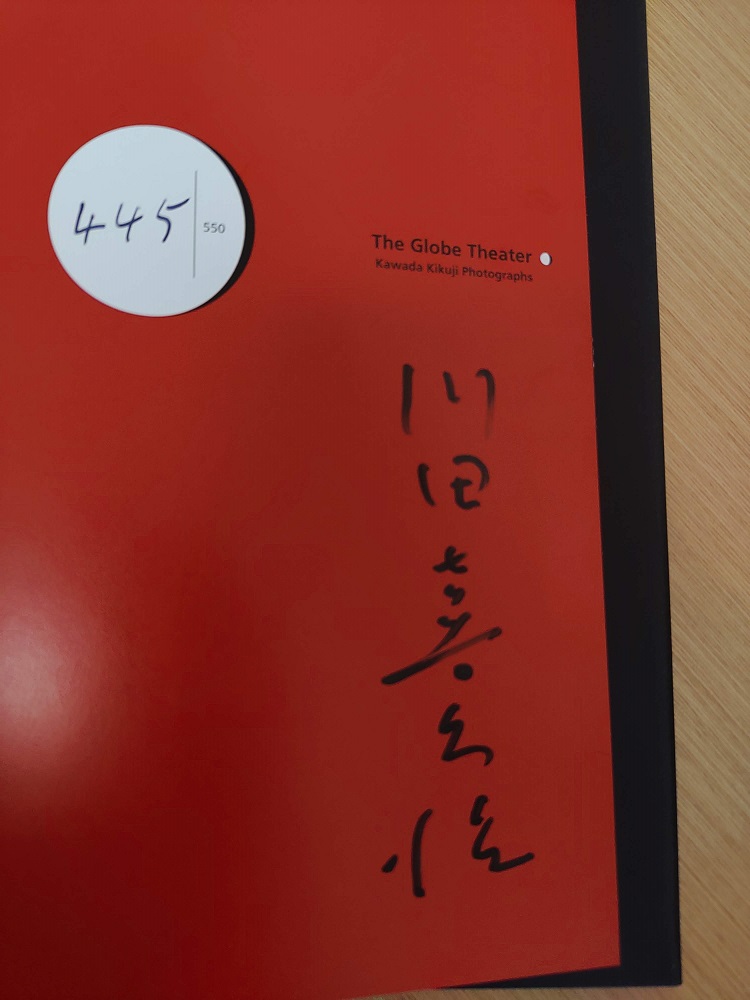 445 550
The Globe Theater
Kawada Kikuji Photographs
川田喜久治